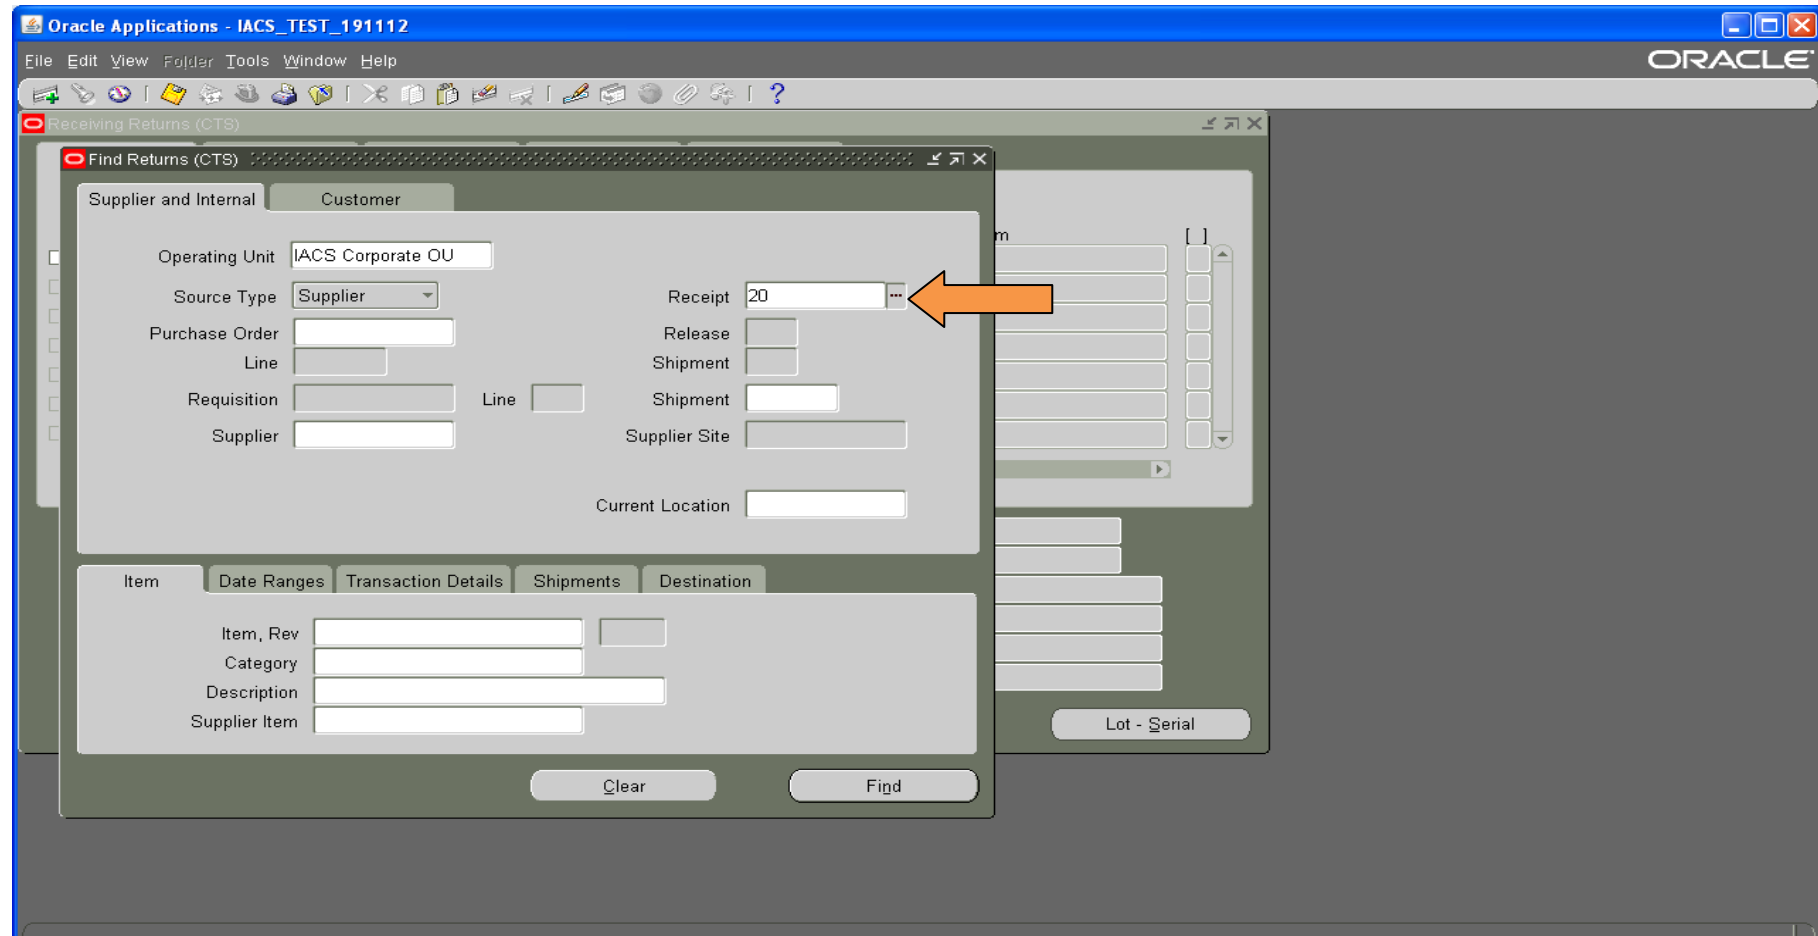 Oracle Applications - IACS_TEST_191112
File Edit View Folder Tools Window Help
ORACLE
Receiving Returns (CTS)
Find Returns (CTS)
Supplier and Internal Customer
m [ ]
Operating Unit IACS Corporate OU
Source Type Supplier Receipt 20 ...
Purchase Order Release
Line Shipment
Requisition Line Shipment
Supplier Supplier Site
Current Location
Item Date Ranges Transaction Details Shipments Destination
Item, Rev
Category
Description
Supplier Item
Lot - Serial
Clear Find